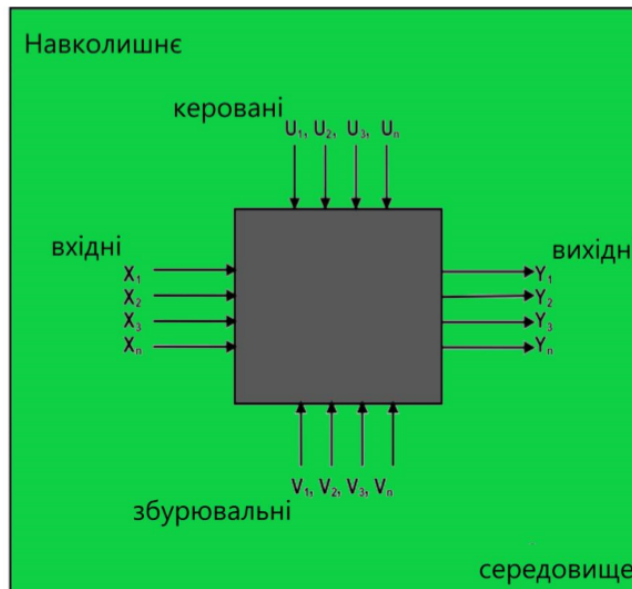 Навколишнє
керовані
U1, U2, U3, Un
вхідні
вихідн
X1
Y1
X2
Y2
X3
Y3
Xn
Yn
V1, V2, V3, Vn
збурювальні
середовище